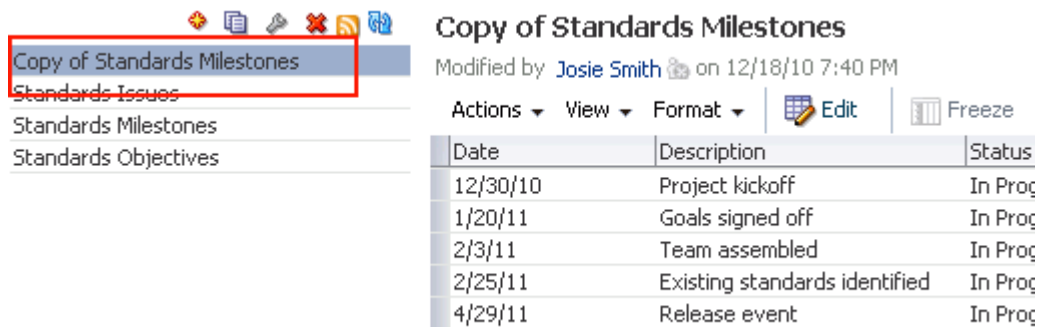 Copy of Standards Milestones
Standards Issues
Standards Milestones
Standards Objectives
Copy of Standards Milestones
Modified by Josie Smith on 12/18/10 7:40 PM
Actions View Format Edit Freeze
Date Description Status
12/30/10 Project kickoff In Prog
1/20/11 Goals signed off In Prog
2/3/11 Team assembled In Prog
2/25/11 Existing standards identified In Prog
4/29/11 Release event In Prog